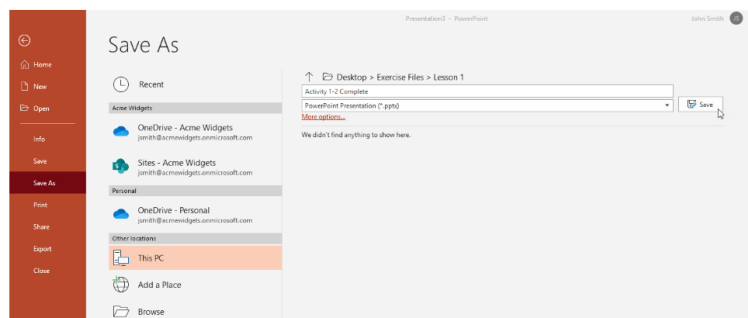 Presentation3 - PowerPoint
John Smith
JS
Save As
Home
New
Open
Info
Save
Save As
Print
Share
Export
Close
Recent
Acme Widgets
OneDrive - Acme Widgets
jsmith@acmewidgets.onmicrosoft.com
Sites - Acme Widgets
jsmith@acmewidgets.onmicrosoft.com
Personal
OneDrive - Personal
jsmith@acmewidgets.onmicrosoft.com
Other locations
This PC
Add a Place
Browse
Desktop > Exercise Files > Lesson 1
Activity 1-2 Complete
PowerPoint Presentation (*.pptx)
Save
More options...
We didn't find anything to show here.